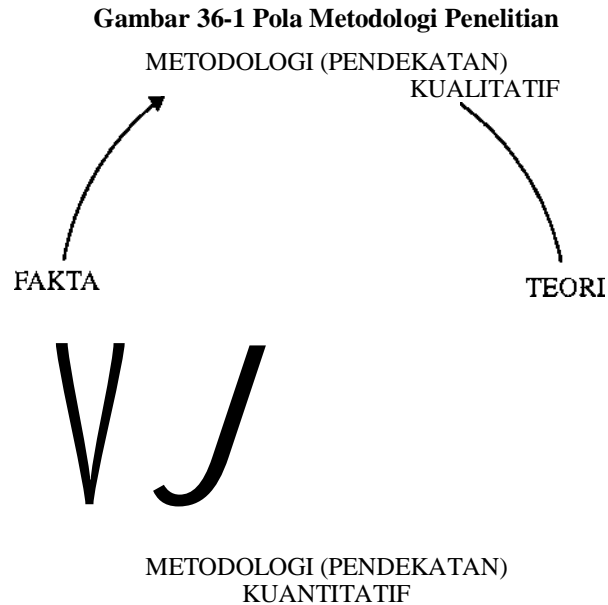 Gambar 36-1 Pola Metodologi Penelitian
METODOLOGI (PENDEKATAN)
KUALITATIF
FAKTA
TEORI
V J
METODOLOGI (PENDEKATAN)
KUANTITATIF